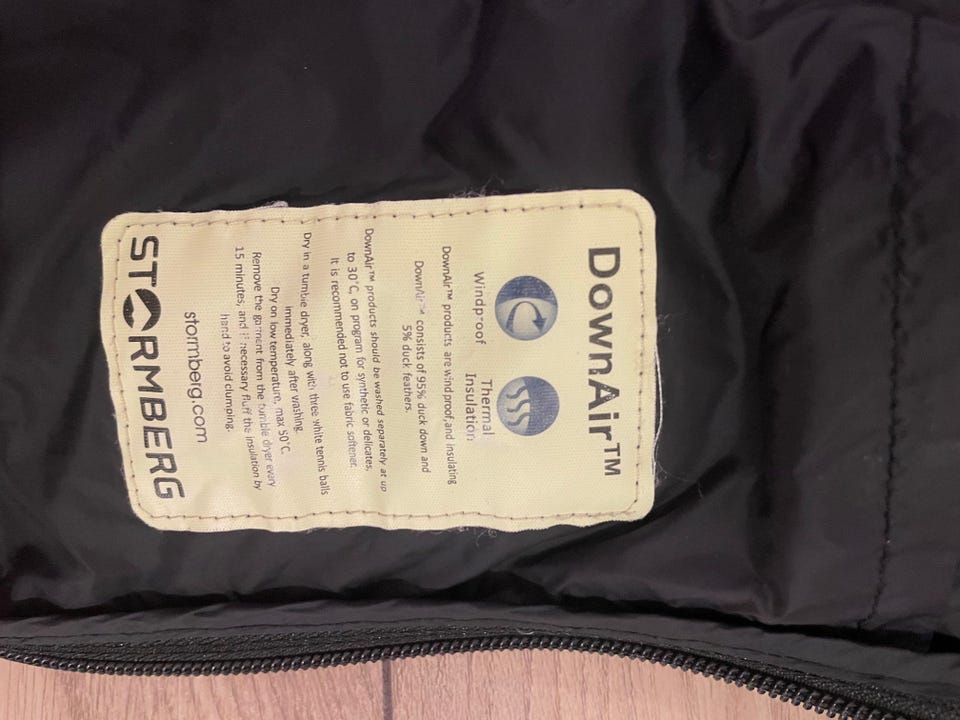 DownAir™
Windproof
Thermal
Insulation
DownAir™ products are windproof, and insulating
DownAir™ consists of 95% duck down and
5% duck feathers.
DownAir™ products should be washed separately at up
to 30°C, on program for synthetic or delicates.
It is recommended not to use fabric softener.
Dry in a tumble dryer, along with three white tennis balls
immediately after washing.
Dry on low temperature, max 50°C.
Remove the garment from the tumble dryer every
15 minutes, and if necessary fluff the insulation by
hand to avoid clumping.
stormberg.com
STORMBERG